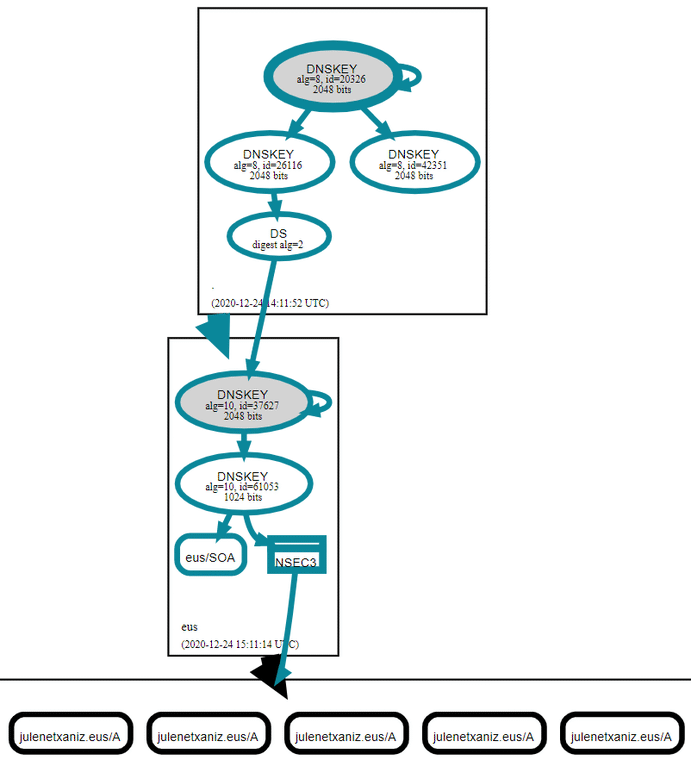 DNSKEY
alg=8, id=20326
2048 bits
DNSKEY
alg=8, id=26116
2048 bits
DNSKEY
alg=8, id=42351
2048 bits
DS
digest alg=2
.
(2020-12-24 14:11:52 UTC)
DNSKEY
alg=10, id=37627
2048 bits
DNSKEY
alg=10, id=61053
1024 bits
eus/SOA
NSEC3
eus
(2020-12-24 15:11:14 UTC)
julenetxaniz.eus/A
julenetxaniz.eus/A
julenetxaniz.eus/A
julenetxaniz.eus/A
julenetxaniz.eus/A